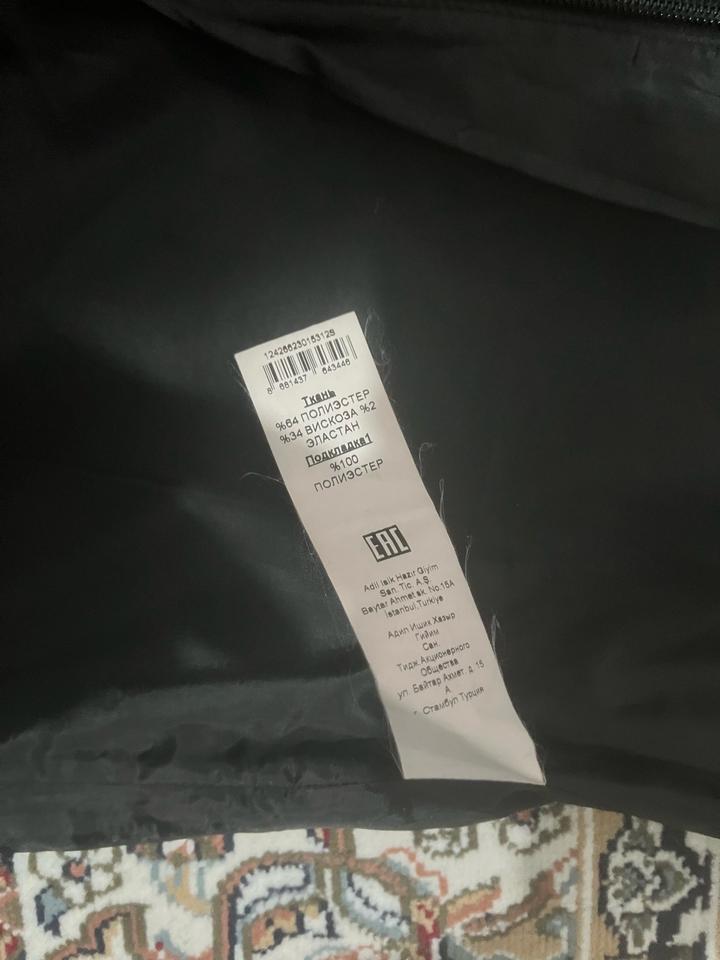 12426623015312S
8 681437 643446
Ткань
%64 ПОЛИЭСТЕР
%34 ВИСКОЗА %2
ЭЛАСТАН
Подкладка1
%100
ПОЛИЭСТЕР
EAC
Adil Isik Hazır Giyim
San. Tic. A.Ş.
Baytar Ahmet sk. No.15A
Istanbul,Turkiye
Адил Ишик Хазыр
Гийим
Сан.
Тидж.Акционерного
Общества
ул. Байтар Ахмет. д 15
А
г. Стамбул Турция